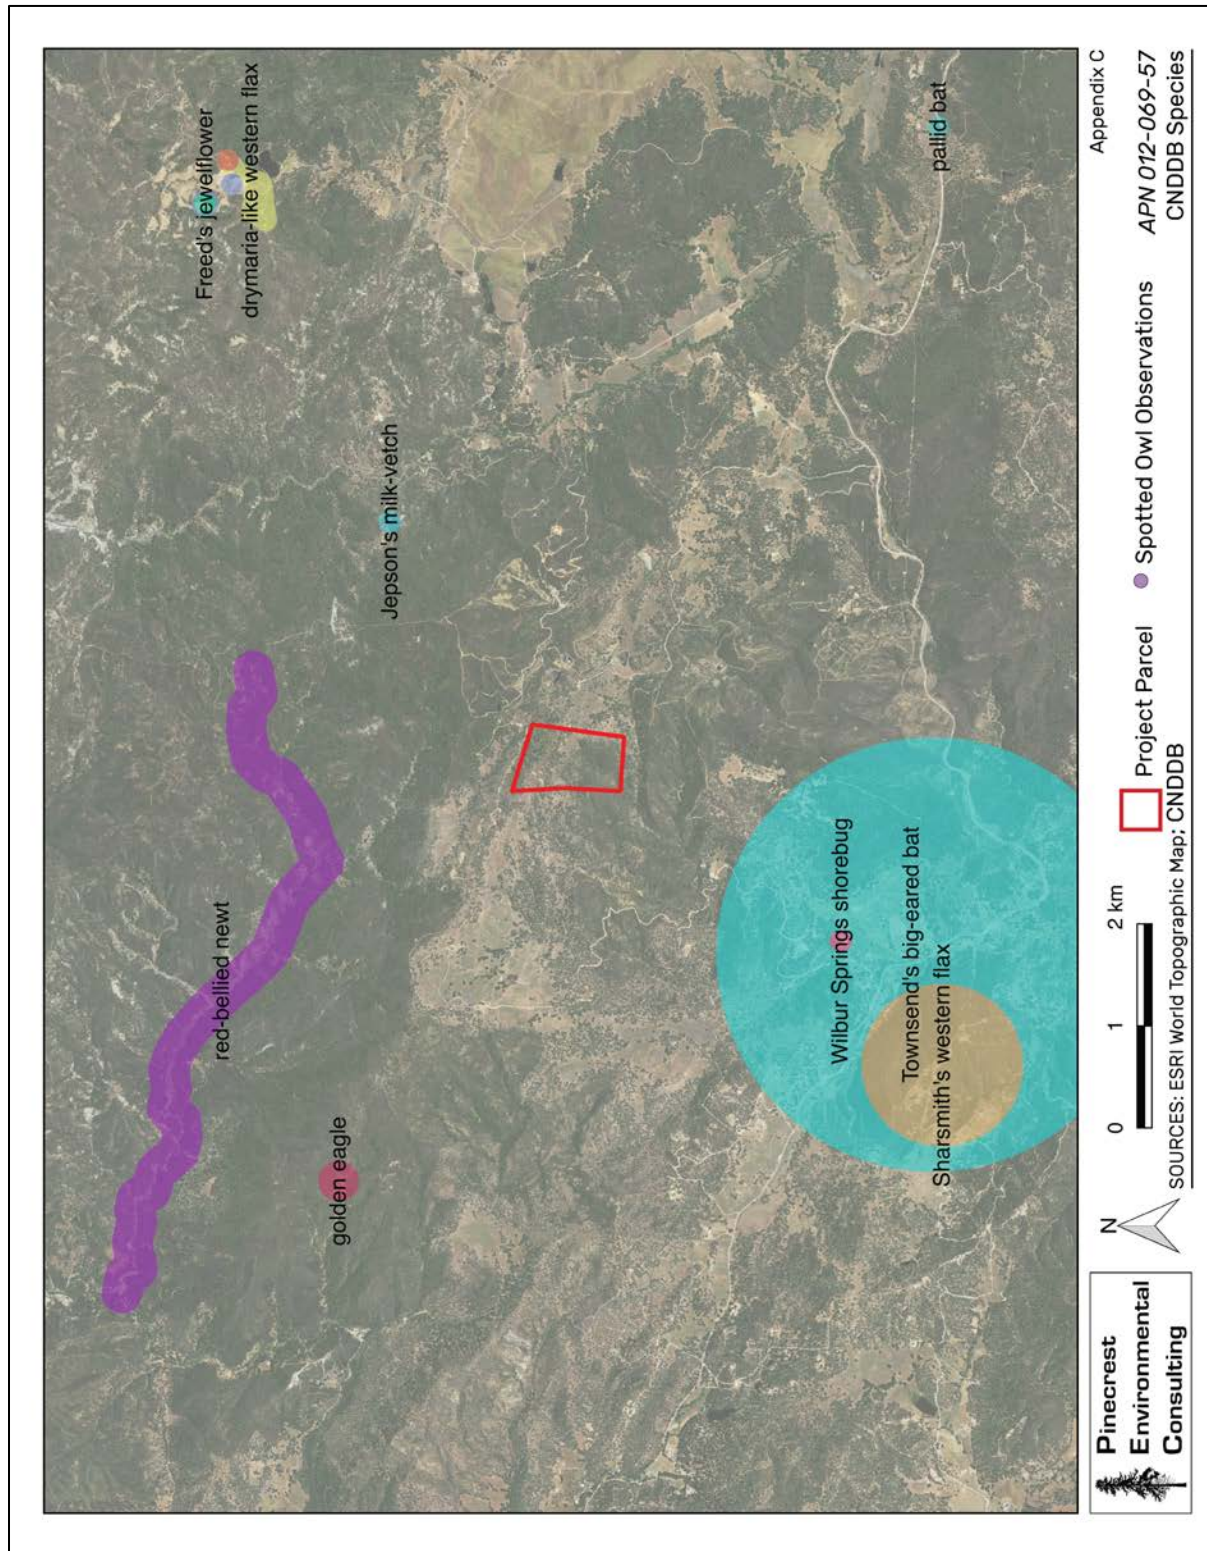 Freed's jewelflower
drymaria-like western flax
red-bellied newt
Jepson's milk-vetch
golden eagle
Wilbur Springs shorebug
Townsend's big-eared bat
Sharsmith's western flax
pallid bat
Appendix C
Pinecrest
Environmental
Consulting
N
0 1 2 km
Project Parcel
Spotted Owl Observations
APN 012-069-57
CNDDB Species
SOURCES: ESRI World Topographic Map; CNDDB